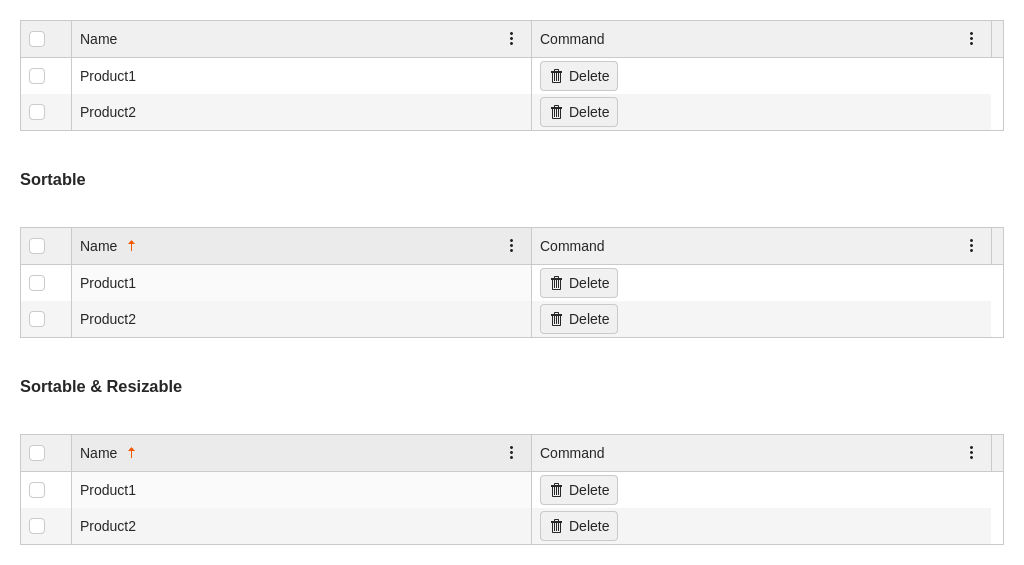 Name Command
Product1 Delete
Product2 Delete
Sortable
Name Command
Product1 Delete
Product2 Delete
Sortable & Resizable
Name Command
Product1 Delete
Product2 Delete